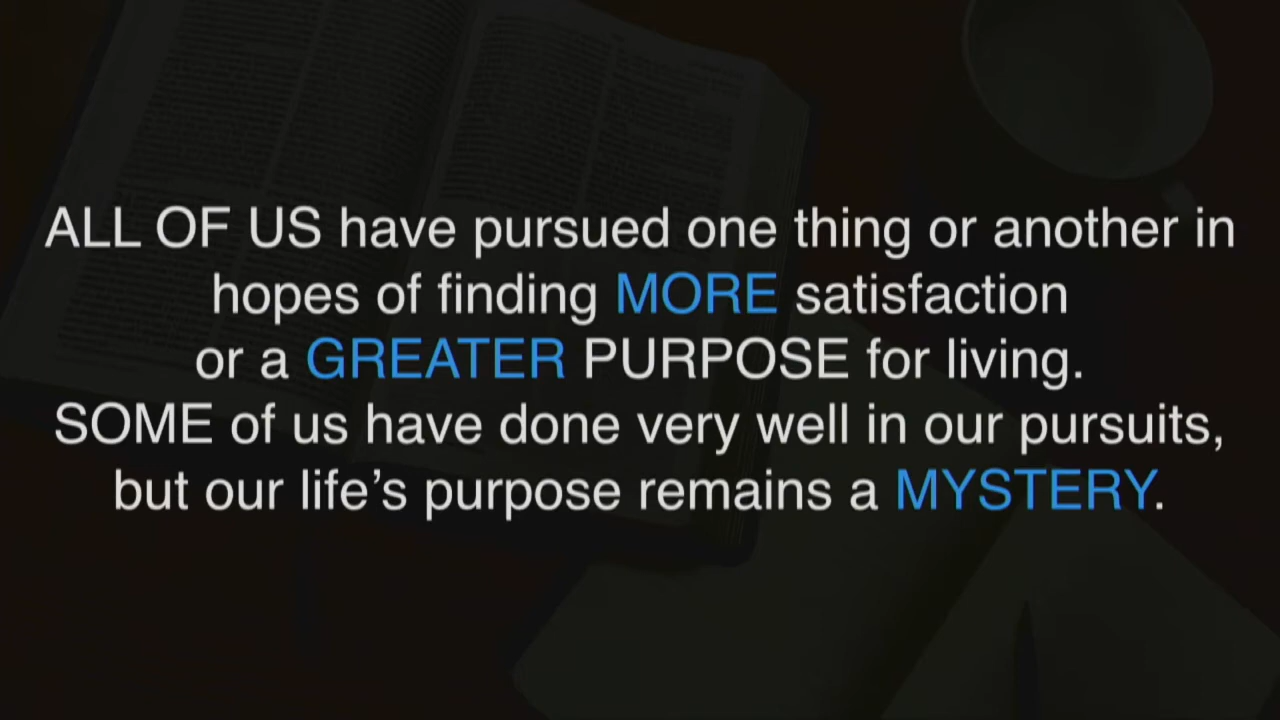 ALL OF US have pursued one thing or another in
hopes of finding MORE satisfaction
or a GREATER PURPOSE for living.
SOME of us have done very well in our pursuits,
but our life’s purpose remains a MYSTERY.